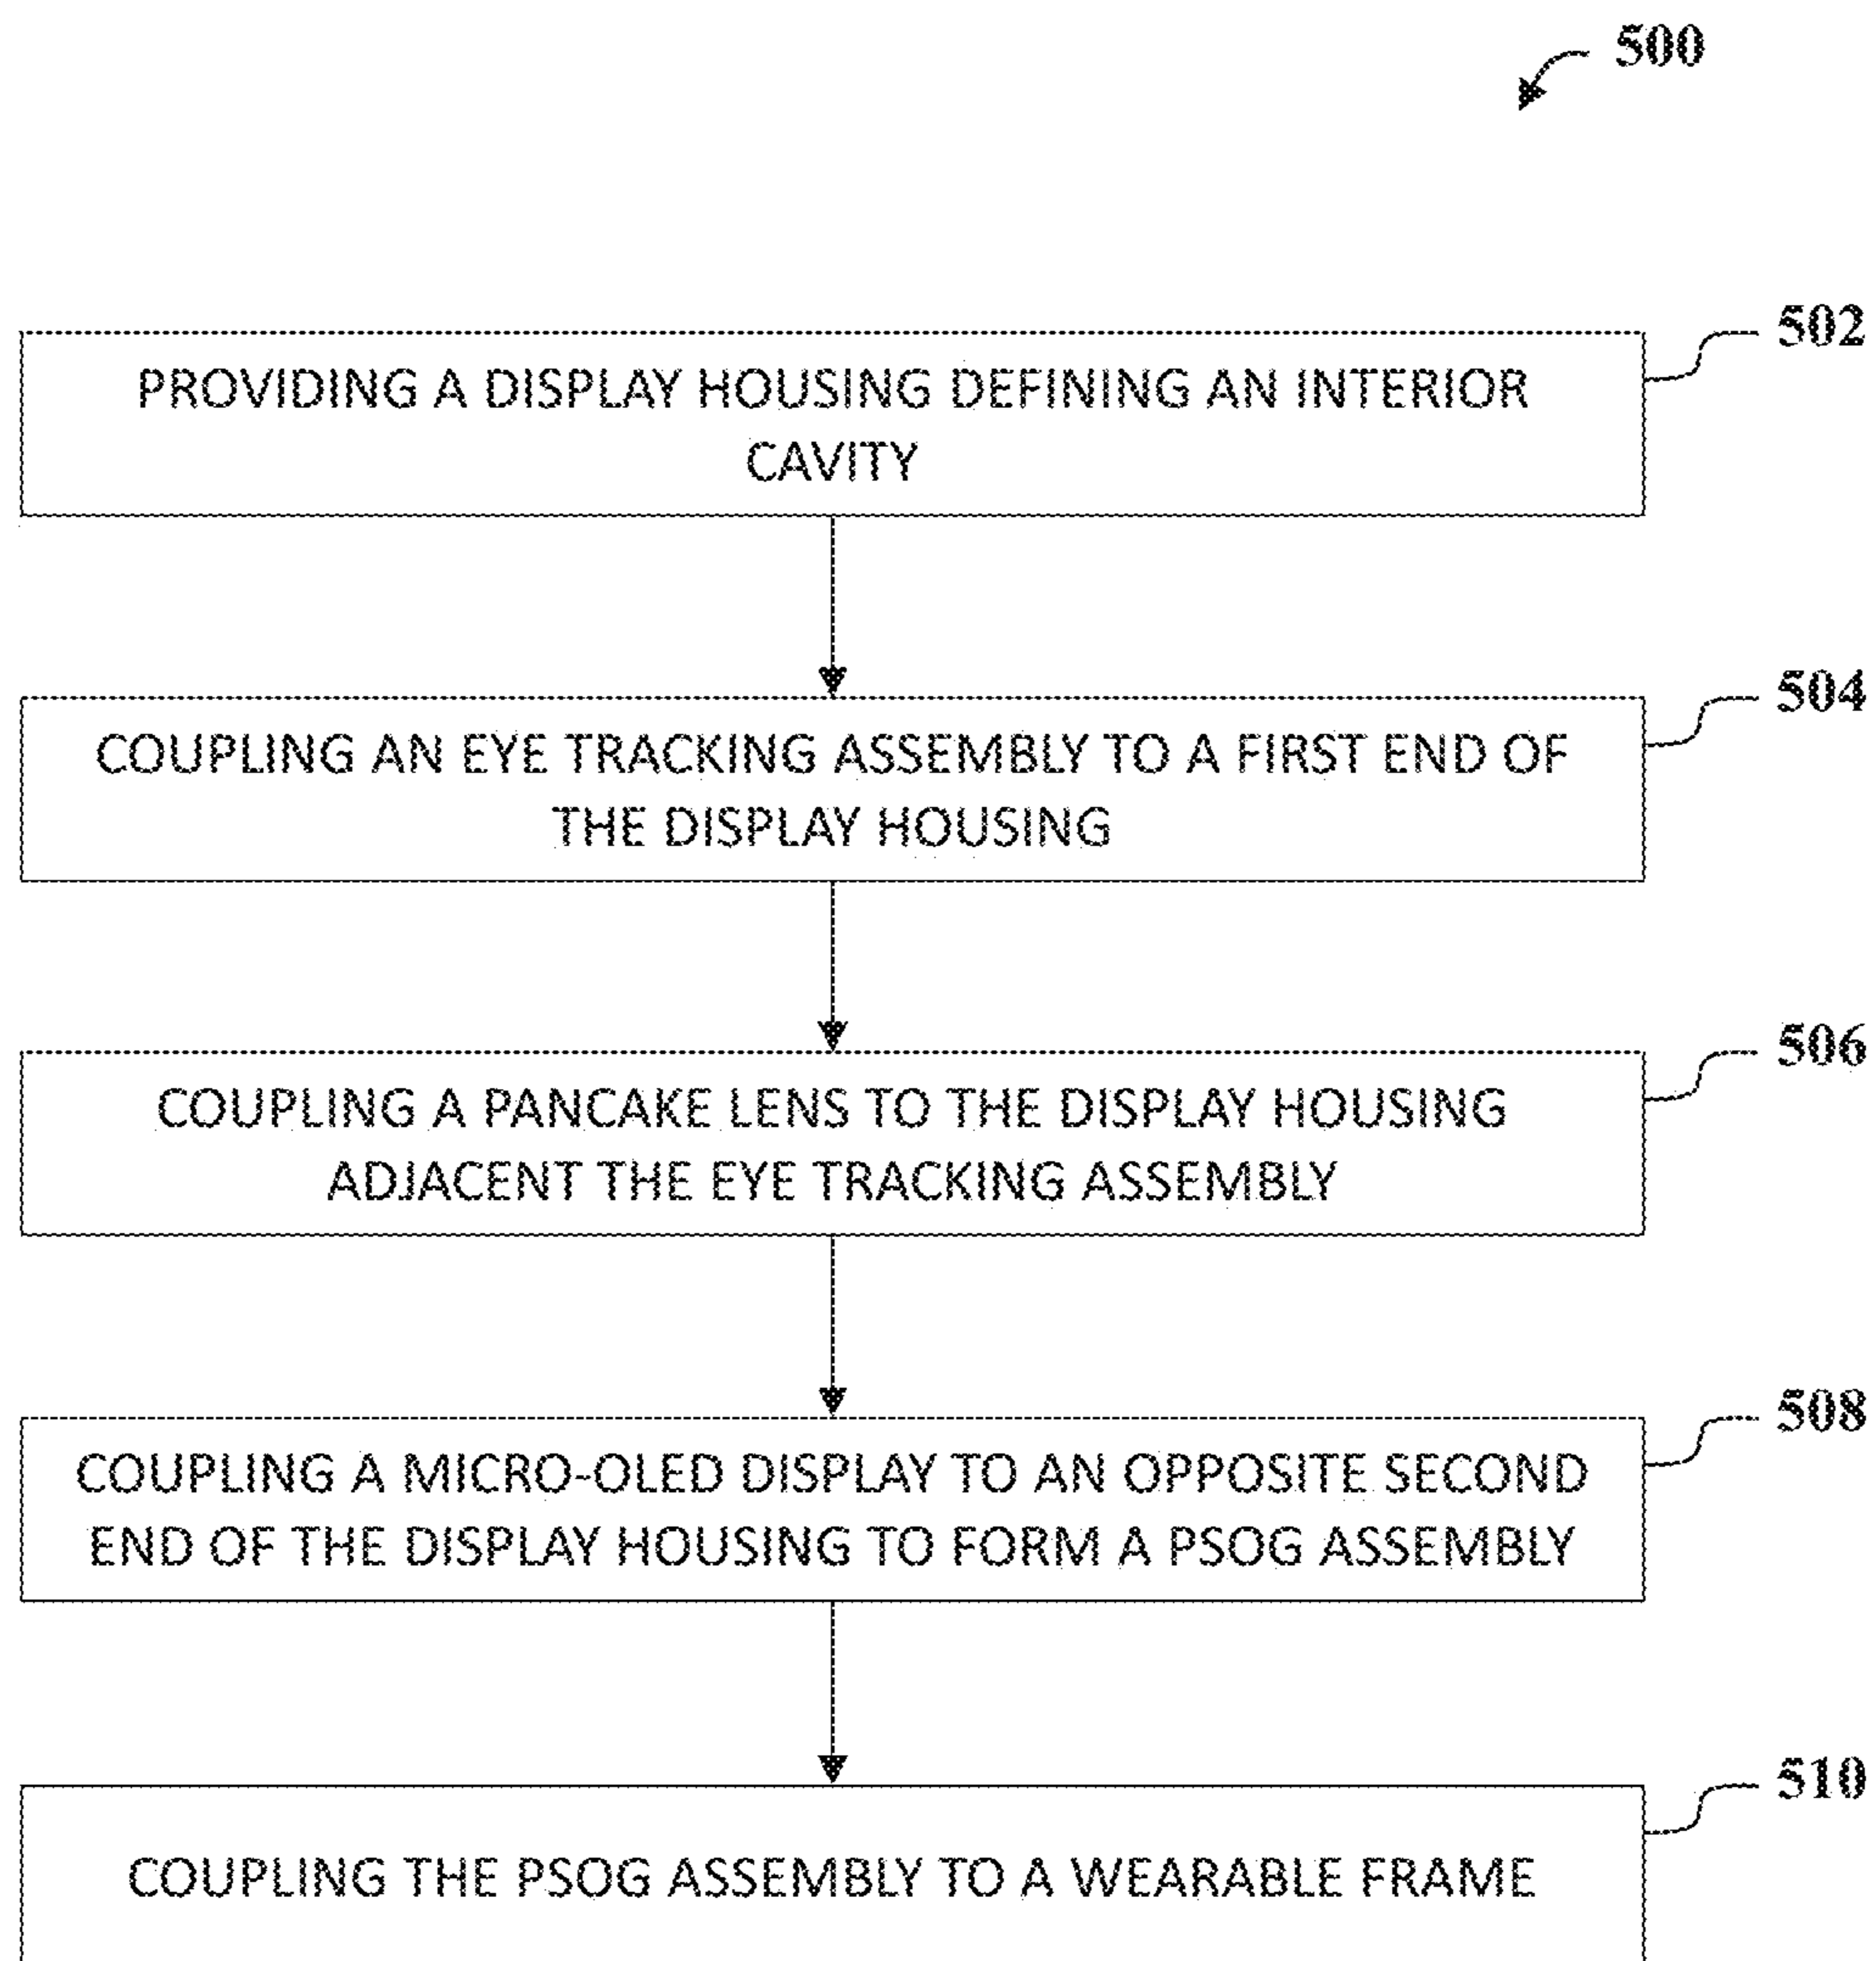 500
502
PROVIDING A DISPLAY HOUSING DEFINING AN INTERIOR
CAVITY
504
COUPLING AN EYE TRACKING ASSEMBLY TO A FIRST END OF
THE DISPLAY HOUSING
506
COUPLING A PANCAKE LENS TO THE DISPLAY HOUSING
ADJACENT THE EYE TRACKING ASSEMBLY
508
COUPLING A MICRO-OLED DISPLAY TO AN OPPOSITE SECOND
END OF THE DISPLAY HOUSING TO FORM A PSOG ASSEMBLY
510
COUPLING THE PSOG ASSEMBLY TO A WEARABLE FRAME